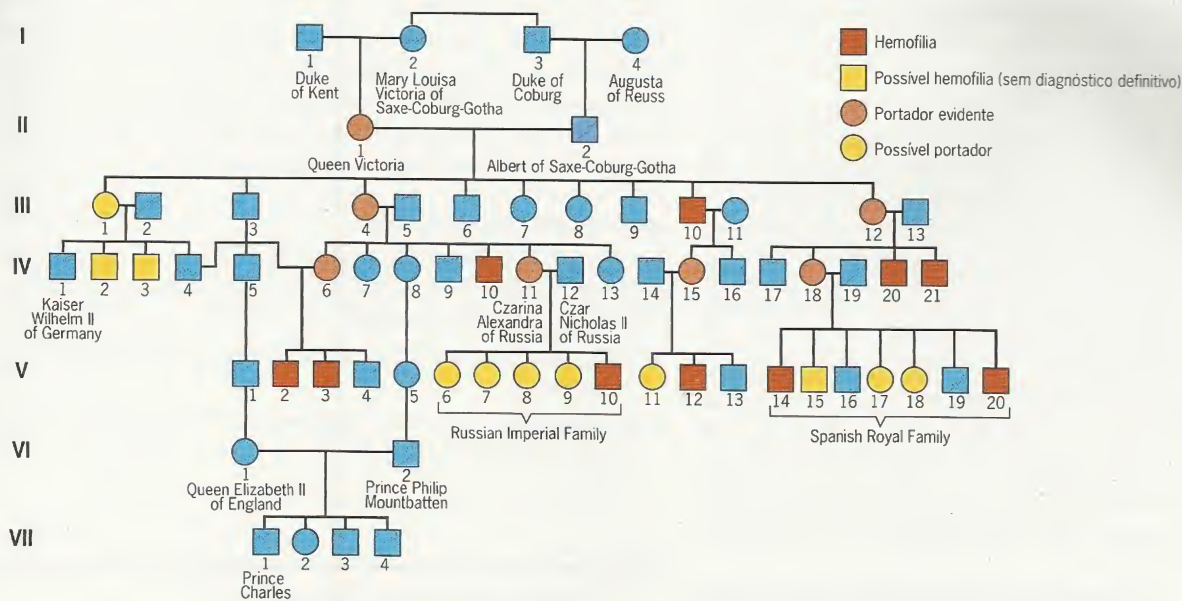 I
1
Duke
of Kent
2
Mary Louisa
Victoria of
Saxe-Coburg-Gotha
3
Duke of
Coburg
4
Augusta
of Reuss
Hemofilia
Possível hemofilia (sem diagnóstico definitivo)
Portador evidente
Possível portador
II
1
Queen Victoria
2
Albert of Saxe-Coburg-Gotha
III
1 2 3 4 5 6 7 8 9 10 11 12 13
IV
1 2 3 4 5 6 7 8 9 10 11 12 13 14 15 16 17 18 19 20 21
Kaiser
Wilhelm II
of Germany
Czarina
Alexandra
of Russia
Czar
Nicholas II
of Russia
V
1 2 3 4 5 6 7 8 9 10 11 12 13 14 15 16 17 18 19 20
Russian Imperial Family
Spanish Royal Family
VI
1
Queen Elizabeth II
of England
2
Prince Philip
Mountbatten
VII
1 2 3 4
Prince
Charles